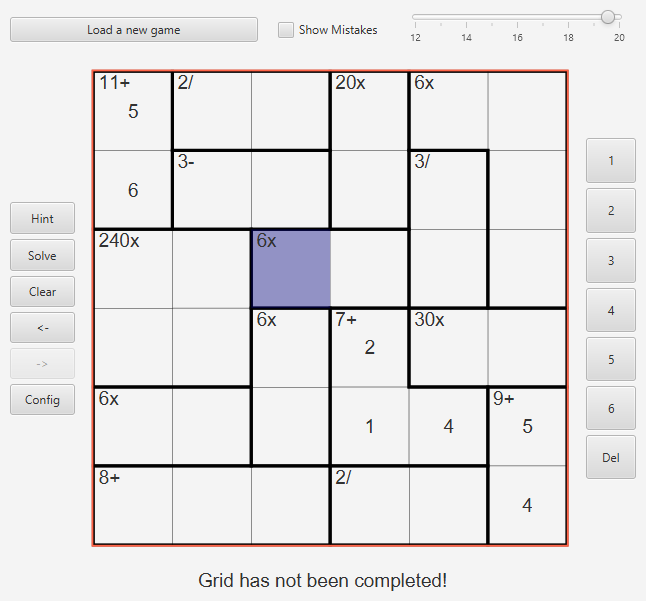 Load a new game
Show Mistakes
12 14 16 18 20
11+ 2/ 20x 6x
5
3- 3/
6
240x 6x
6x 7+ 30x
2
6x 9+
1 4 5
8+ 2/
4
Hint
Solve
Clear
<-
->
Config
1
2
3
4
5
6
Del
Grid has not been completed!